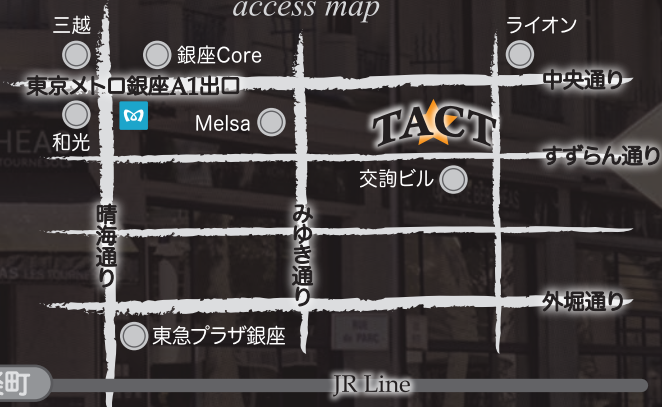 access map
三越
ライオン
銀座Core
中央通り
東京メトロ銀座A1出口
和光
Melsa
TACT
すずらん通り
交詢ビル
晴海通り
みゆき通り
外堀通り
東急プラザ銀座
町
JR Line